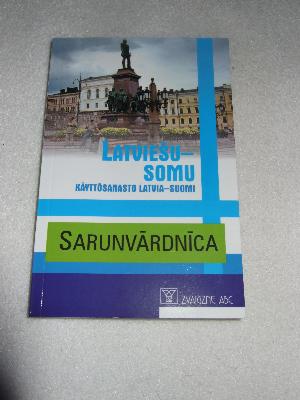 LATVIEŠU–
SOMU
KÄYTTÖSANASTO LATVIA–SUOMI
SARUNVĀRDNĪCA
ZVAIGZNE ABC